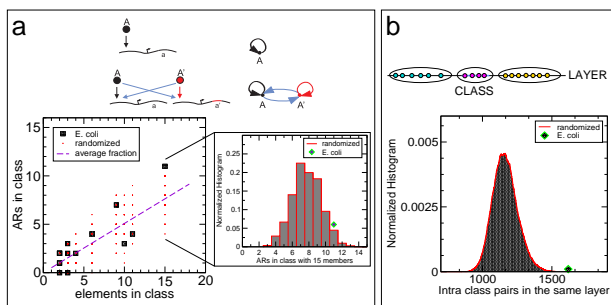 a
A
a
A
A
A'
a
a'
A
A'
15
10
5
0
ARs in class
E. coli
randomized
average fraction
0
5
10
15
20
elements in class
0.25
0.2
0.15
0.1
0.05
0
Normalized Histogram
randomized
E. coli
2
4
6
8
10
12
14
ARs in class with 15 members
b
LAYER
CLASS
0.005
0.0025
0
Normalized Histogram
randomized
E. coli
1000
1500
Intra class pairs in the same layer